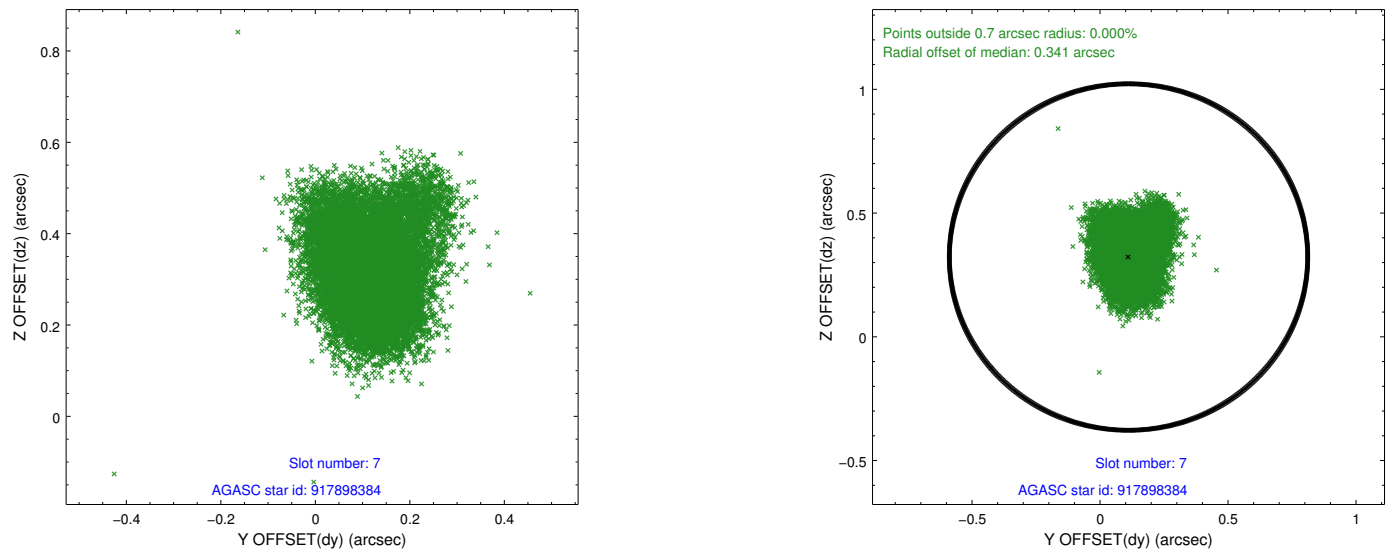 0.8
0.6
0.4
0.2
0
−0.4
−0.2
0
0.2
0.4
Z OFFSET(dz) (arcsec)
Y OFFSET(dy) (arcsec)
Slot number: 7
AGASC star id: 917898384
Points outside 0.7 arcsec radius: 0.000%
Radial offset of median: 0.341 arcsec
1
0.5
0
−0.5
−0.5
0
0.5
1
Z OFFSET(dz) (arcsec)
Y OFFSET(dy) (arcsec)
Slot number: 7
AGASC star id: 917898384